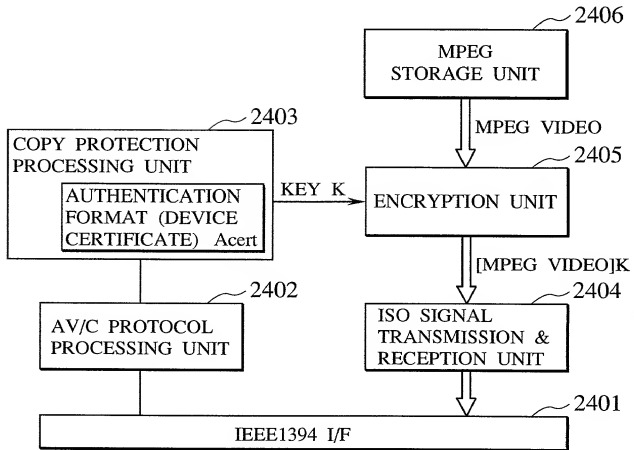 2406
MPEG
STORAGE UNIT
MPEG VIDEO
2403
COPY PROTECTION
PROCESSING UNIT
AUTHENTICATION
FORMAT (DEVICE
CERTIFICATE) Acert
KEY K
2405
ENCRYPTION UNIT
[MPEG VIDEO]K
2402
AV/C PROTOCOL
PROCESSING UNIT
2404
ISO SIGNAL
TRANSMISSION &
RECEPTION UNIT
2401
IEEE1394 I/F